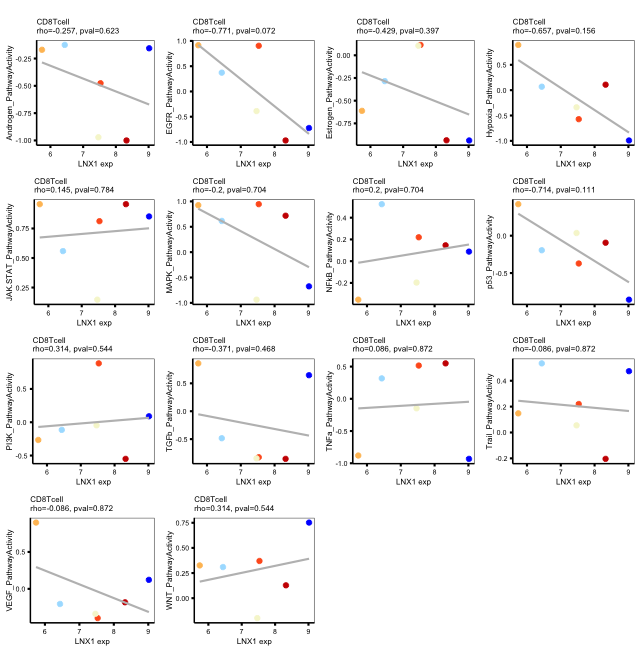 CD8Tcell
rho=-0.257, pval=0.623
Androgen_PathwayActivity
-0.25
-0.50
-0.75
-1.00
6 7 8 9
LNX1 exp
CD8Tcell
rho=-0.771, pval=0.072
EGFR_PathwayActivity
1.0
0.5
0.0
-0.5
-1.0
6 7 8 9
LNX1 exp
CD8Tcell
rho=-0.429, pval=0.397
Estrogen_PathwayActivity
0.00
-0.25
-0.50
-0.75
6 7 8 9
LNX1 exp
CD8Tcell
rho=-0.657, pval=0.156
Hypoxia_PathwayActivity
0.5
0.0
-0.5
-1.0
6 7 8 9
LNX1 exp
CD8Tcell
rho=0.145, pval=0.784
JAK.STAT_PathwayActivity
0.75
0.50
0.25
6 7 8 9
LNX1 exp
CD8Tcell
rho=-0.2, pval=0.704
MAPK_PathwayActivity
1.0
0.5
0.0
-0.5
-1.0
6 7 8 9
LNX1 exp
CD8Tcell
rho=0.2, pval=0.704
NFkB_PathwayActivity
0.4
0.2
0.0
-0.2
6 7 8 9
LNX1 exp
CD8Tcell
rho=-0.714, pval=0.111
p53_PathwayActivity
0.0
-0.5
6 7 8 9
LNX1 exp
CD8Tcell
rho=0.314, pval=0.544
PI3K_PathwayActivity
0.5
0.0
-0.5
6 7 8 9
LNX1 exp
CD8Tcell
rho=-0.371, pval=0.468
TGFb_PathwayActivity
0.5
0.0
-0.5
6 7 8 9
LNX1 exp
CD8Tcell
rho=0.086, pval=0.872
TNFa_PathwayActivity
0.5
0.0
-0.5
-1.0
6 7 8 9
LNX1 exp
CD8Tcell
rho=-0.086, pval=0.872
Trail_PathwayActivity
0.4
0.2
0.0
-0.2
6 7 8 9
LNX1 exp
CD8Tcell
rho=-0.086, pval=0.872
VEGF_PathwayActivity
0.5
0.0
6 7 8 9
LNX1 exp
CD8Tcell
rho=0.314, pval=0.544
WNT_PathwayActivity
0.75
0.50
0.25
0.00
6 7 8 9
LNX1 exp